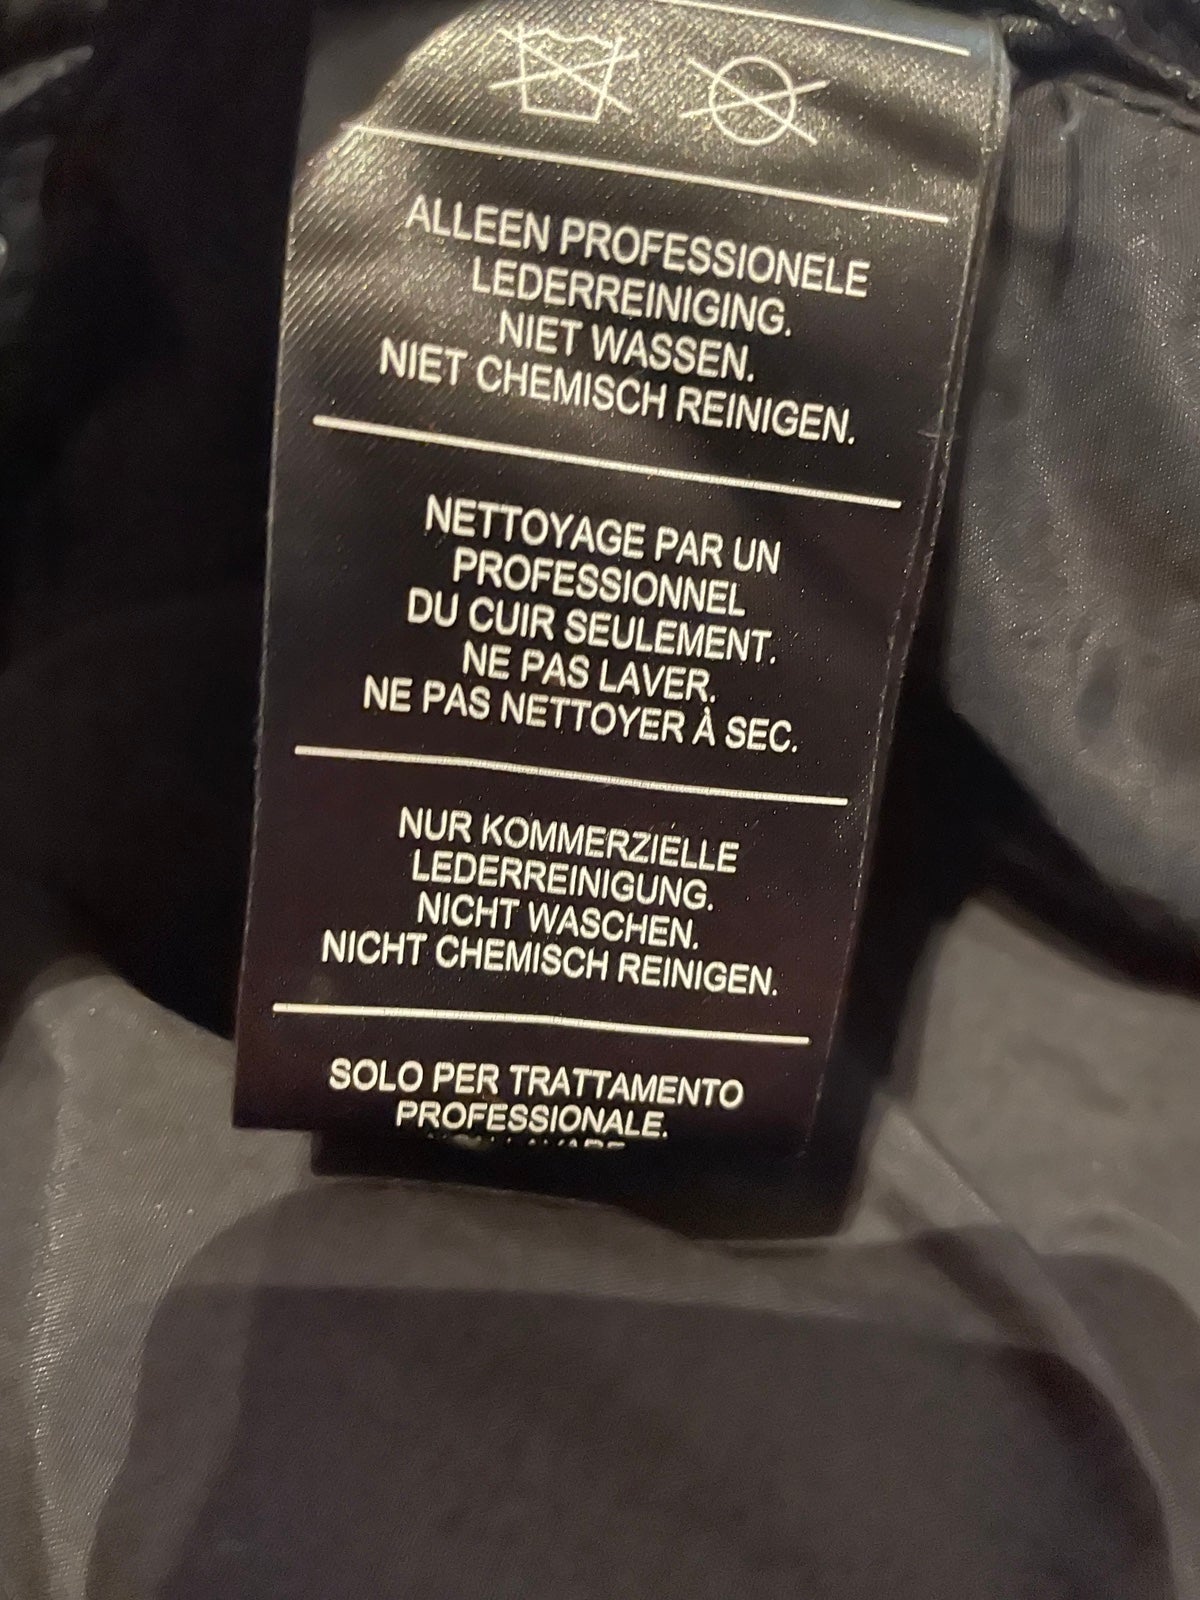 ALLEEN PROFESSIONELE
LEDERREINIGING.
NIET WASSEN.
NIET CHEMISCH REINIGEN.
NETTOYAGE PAR UN
PROFESSIONNEL
DU CUIR SEULEMENT.
NE PAS LAVER.
NE PAS NETTOYER À SEC.
NUR KOMMERZIELLE
LEDERREINIGUNG.
NICHT WASCHEN.
NICHT CHEMISCH REINIGEN.
SOLO PER TRATTAMENTO
PROFESSIONALE.